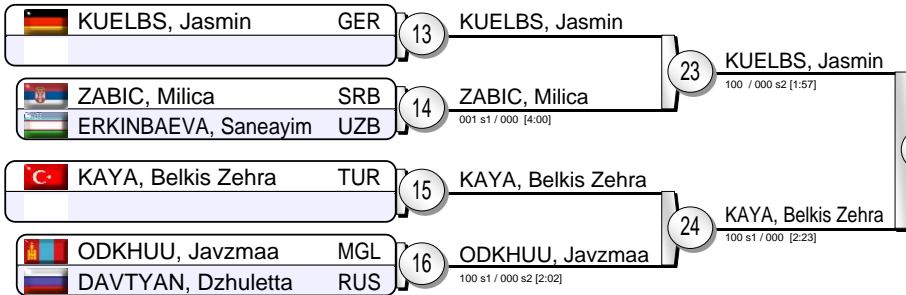 KUELBS, Jasmin GER
13
KUELBS, Jasmin
ZABIC, Milica SRB
ERKINBAEVA, Saneayim UZB
14
ZABIC, Milica
001 s1 / 000 [4:00]
23
KUELBS, Jasmin
100 / 000 s2 [1:57]
KAYA, Belkis Zehra TUR
15
KAYA, Belkis Zehra
ODKHUU, Javzmaa MGL
DAVTYAN, Dzhuletta RUS
16
ODKHUU, Javzmaa
100 s1 / 000 s2 [2:02]
24
KAYA, Belkis Zehra
100 s1 / 000 [2:23]